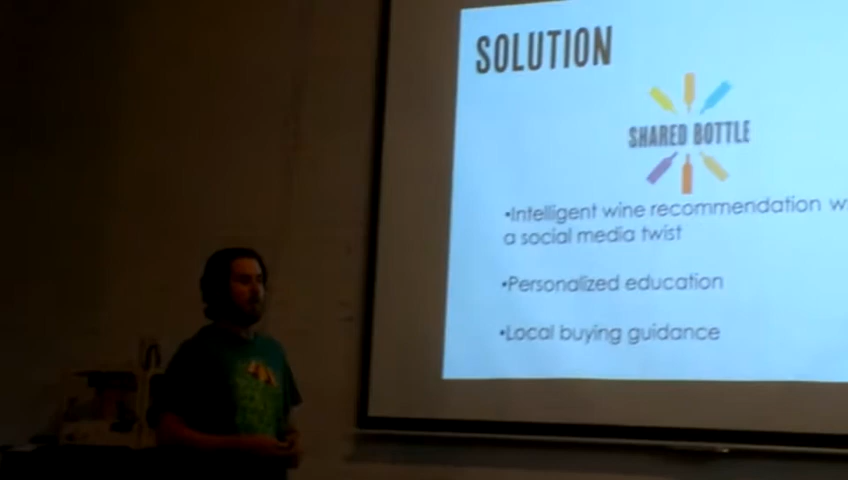 SOLUTION
SHARED BOTTLE
•Intelligent wine recommendation w
a social media twist
•Personalized education
•Local buying guidance